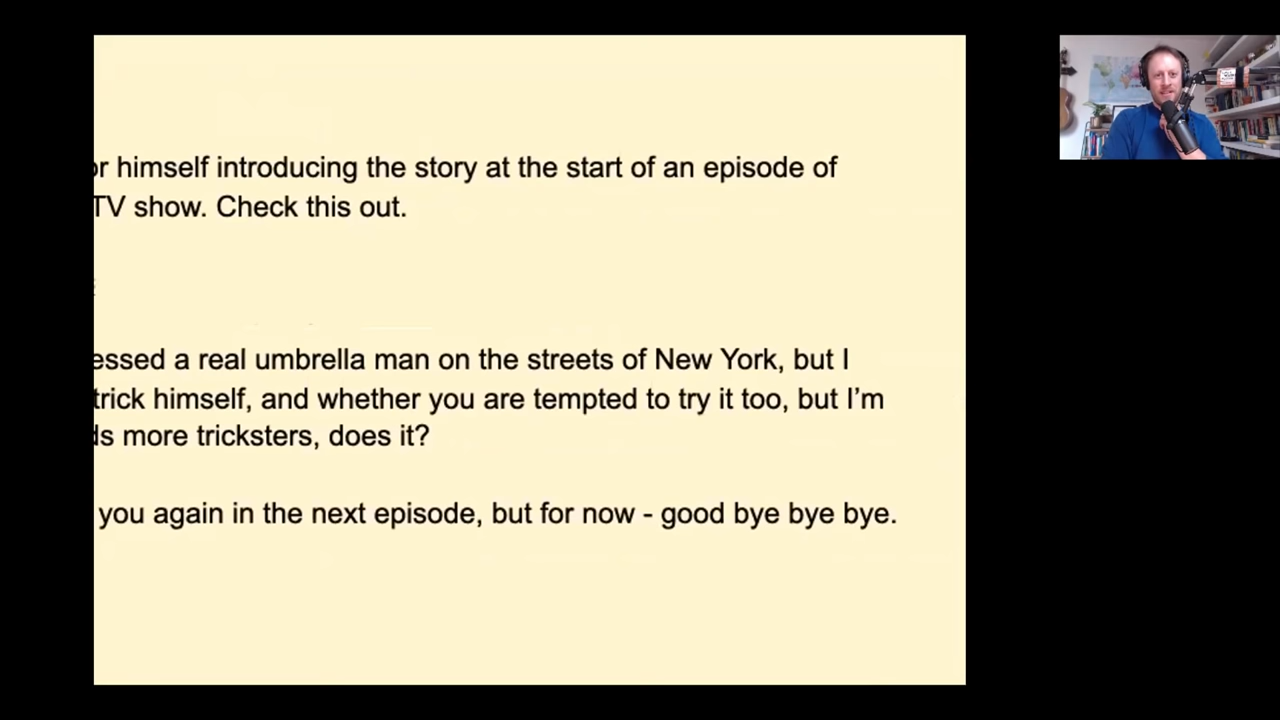 or himself introducing the story at the start of an episode of
TV show. Check this out.
essed a real umbrella man on the streets of New York, but I
trick himself, and whether you are tempted to try it too, but I'm
ds more tricksters, does it?
you again in the next episode, but for now - good bye bye bye.